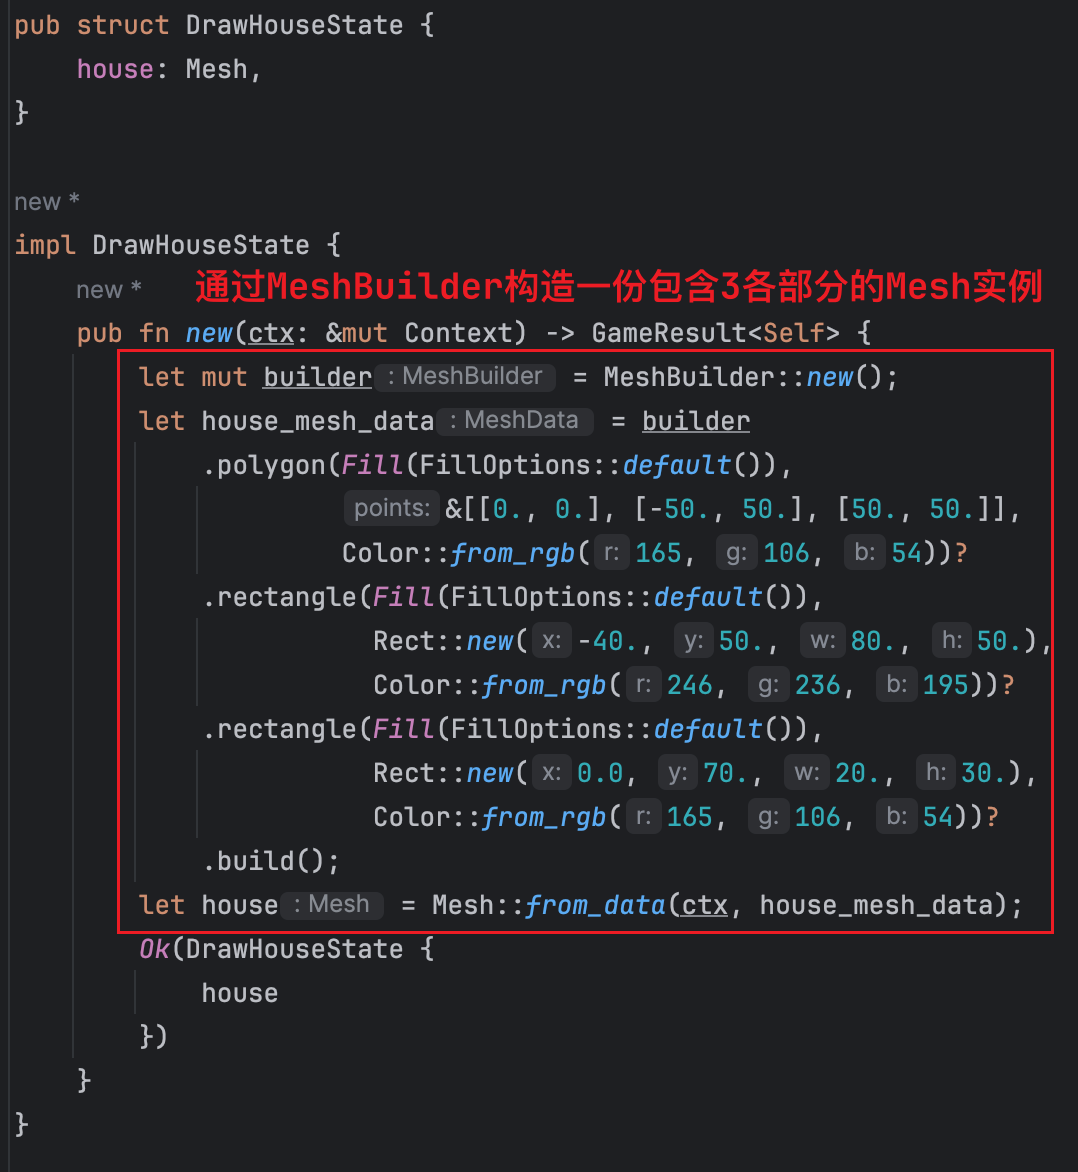 pub struct DrawHouseState {
    house: Mesh,
}
new *
impl DrawHouseState {
    new *    通过MeshBuilder构造一份包含3各部分的Mesh实例
    pub fn new(ctx: &mut Context) -> GameResult<Self> {
        let mut builder : MeshBuilder = MeshBuilder::new();
        let house_mesh_data : MeshData = builder
            .polygon(Fill(FillOptions::default()),
                     points: &[[0., 0.], [-50., 50.], [50., 50.]],
                     Color::from_rgb( r: 165, g: 106, b: 54))?
            .rectangle(Fill(FillOptions::default()),
                       Rect::new( x: -40., y: 50., w: 80., h: 50.),
                       Color::from_rgb( r: 246, g: 236, b: 195))?
            .rectangle(Fill(FillOptions::default()),
                       Rect::new( x: 0.0, y: 70., w: 20., h: 30.),
                       Color::from_rgb( r: 165, g: 106, b: 54))?
            .build();
        let house : Mesh = Mesh::from_data(ctx, house_mesh_data);
        Ok(DrawHouseState {
            house
        })
    }
}